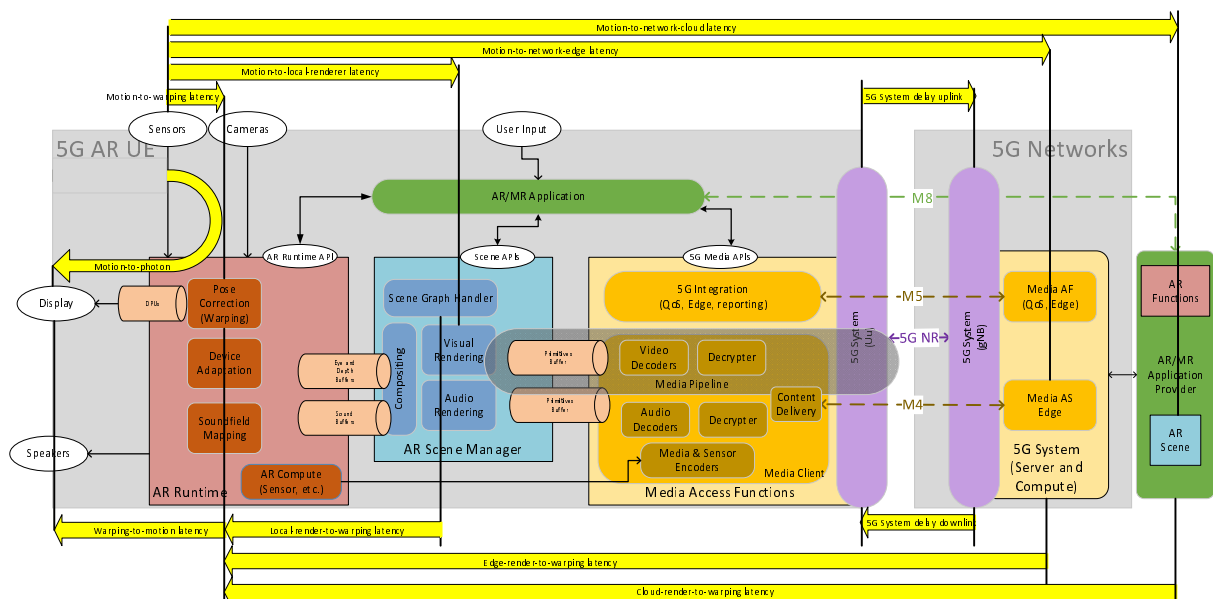 Motion-to-network-cloud latency
Motion-to-network-edge latency
Motion-to-local-renderer latency
Motion-to-warping latency
5G System delay uplink
Sensors
Cameras
User Input
5G AR UE
5G Networks
AR/MR Application
M8
AR Runtime API
Scene APIs
5G Media APIs
Motion-to-photon
Display
DPUs
Pose
Correction
(Warping)
Scene Graph Handler
5G Integration
(QoS, Edge, reporting)
M5
Media AF
(QoS, Edge)
AR
Functions
5G System
(Uu)
5G NR
5G System
(gNB)
Device
Adaptation
Eye and
Depth
Buffers
Compositing
Visual
Rendering
Primitives
Buffer
Video
Decoders
Decrypter
Media Pipeline
AR/MR
Application
Provider
Soundfield
Mapping
Sound
Buffers
Audio
Rendering
Primitives
Buffer
Audio
Decoders
Decrypter
Content
Delivery
M4
Media AS
Edge
AR
Scene
Speakers
AR Scene Manager
Media & Sensor
Encoders
Media Client
5G System
(Server and
Compute)
AR Compute
(Sensor, etc.)
AR Runtime
Media Access Functions
Warping-to-motion latency
Local-render-to-warping latency
5G System delay downlink
Edge-render-to-warping latency
Cloud-render-to-warping latency